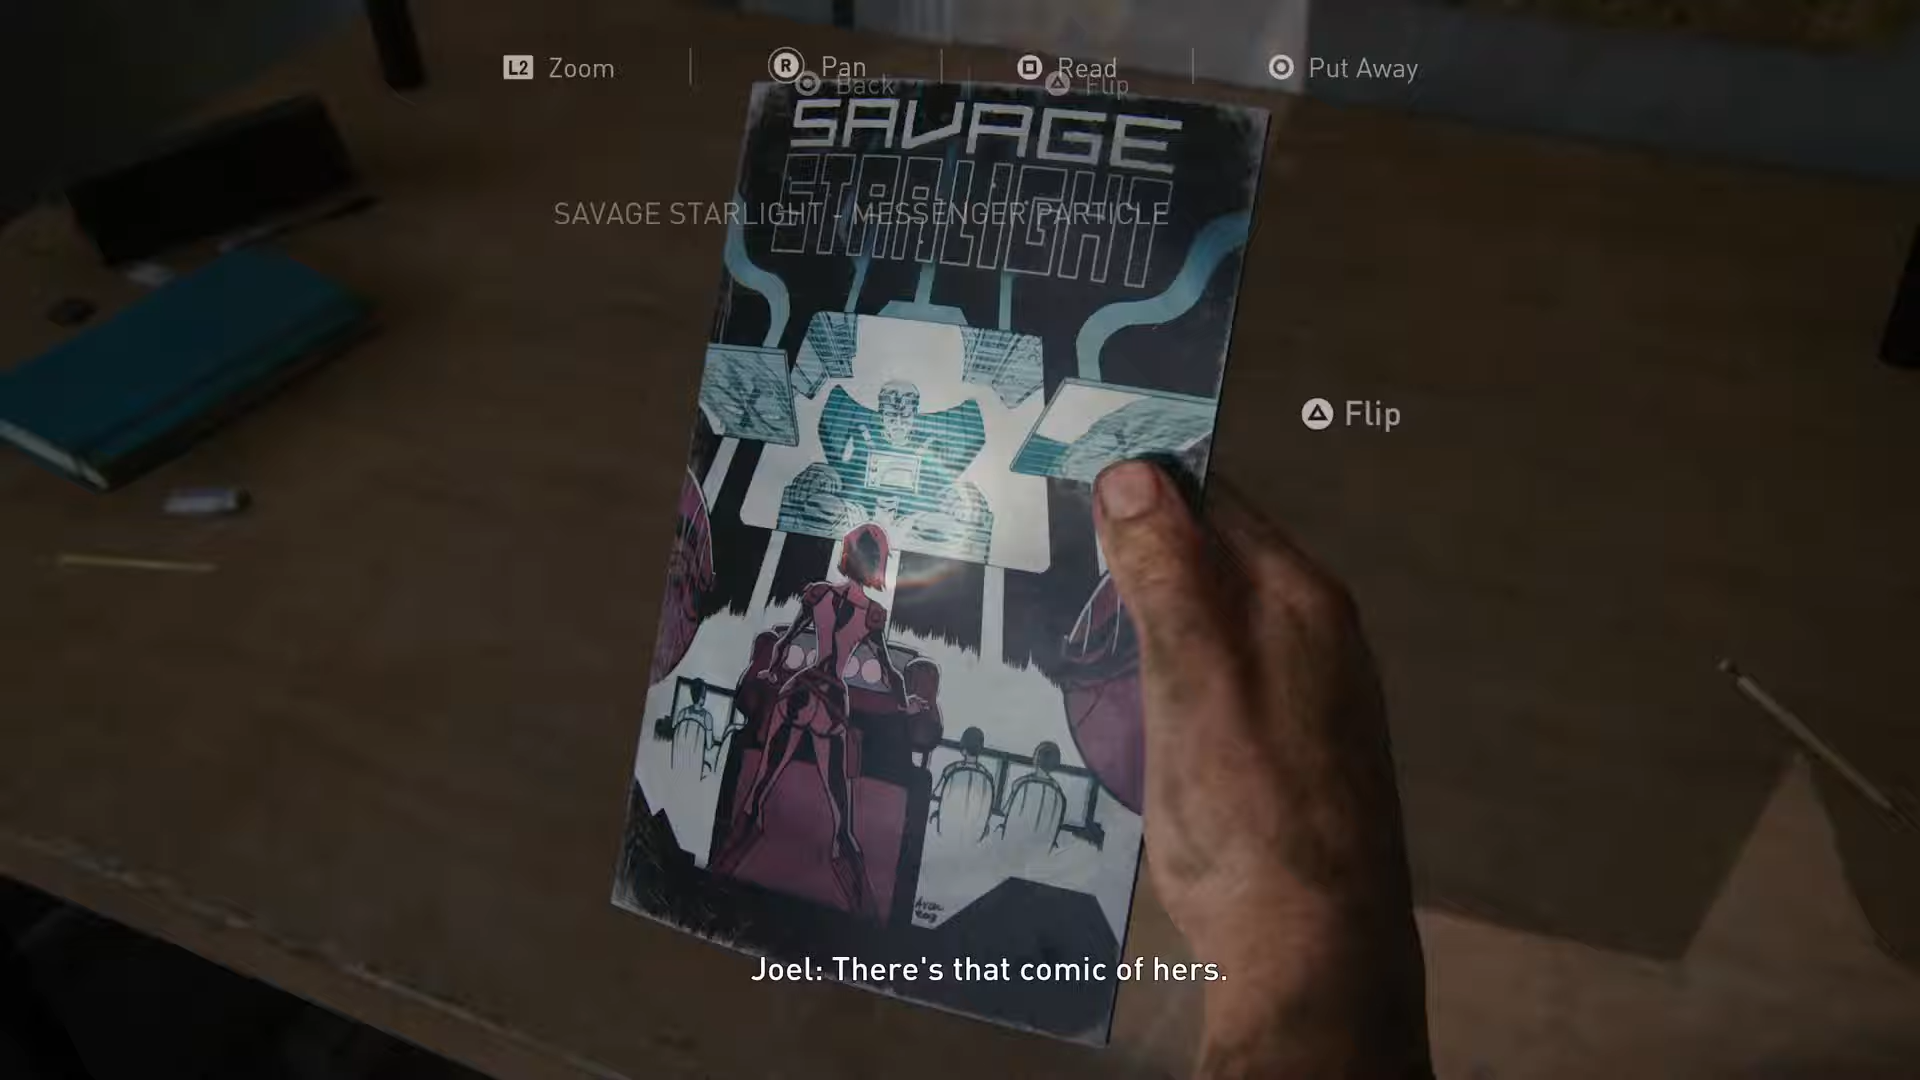 L2 Zoom
R Pan
Read
Put Away
Back
Flip
SAVAGE
STARLIGHT
SAVAGE STARLIGHT - MESSENGER PARTICLE
Flip
Joel: There's that comic of hers.